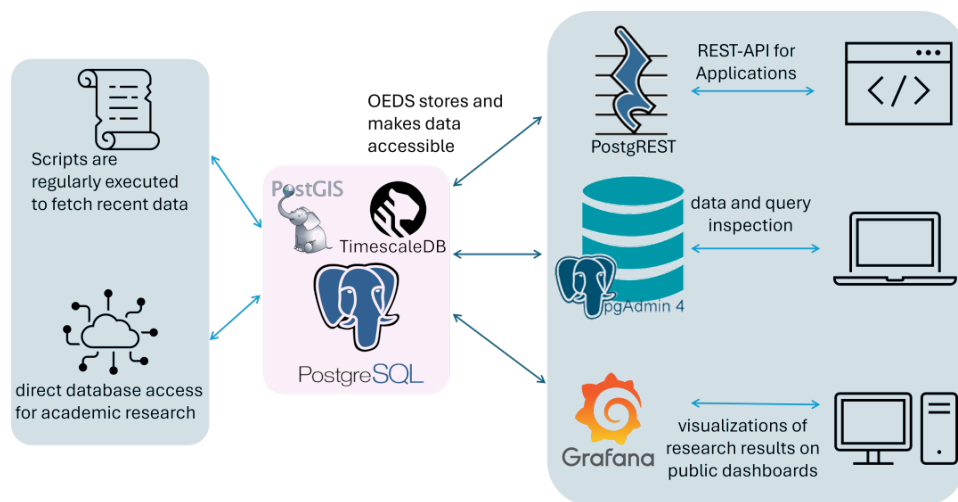 Scripts are
regularly executed
to fetch recent data
direct database access
for academic research
OEDS stores and
makes data
accessible
PostGIS
TimescaleDB
PostgreSQL
PostgREST
REST-API for
Applications
</>
pgAdmin 4
data and query
inspection
Grafana
visualizations of
research results on
public dashboards